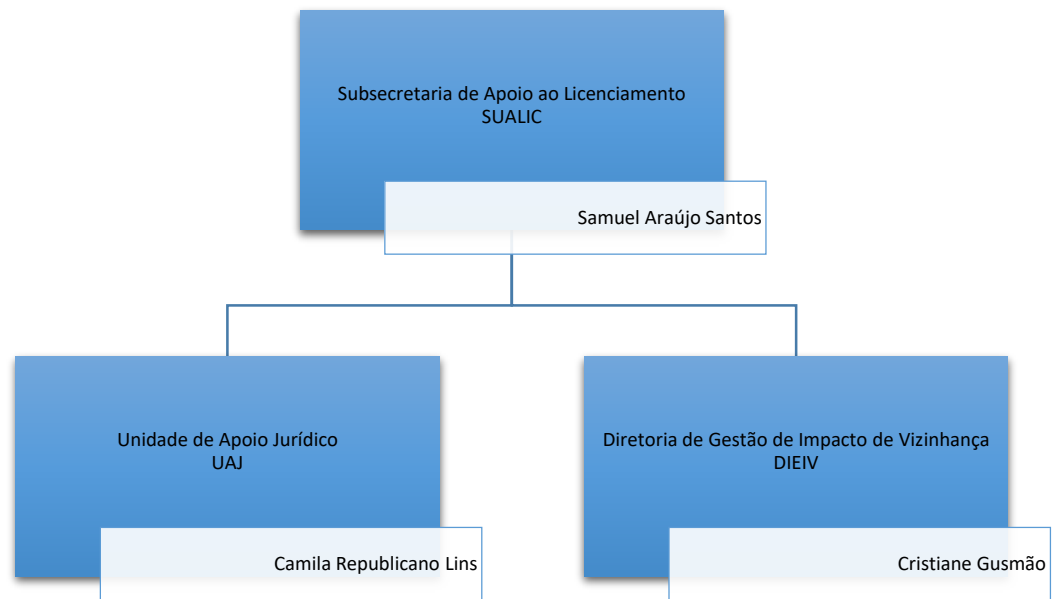 Subsecretaria de Apoio ao Licenciamento
SUALIC
Samuel Araújo Santos
Unidade de Apoio Jurídico
UAJ
Camila Republicano Lins
Diretoria de Gestão de Impacto de Vizinhança
DIEIV
Cristiane Gusmão